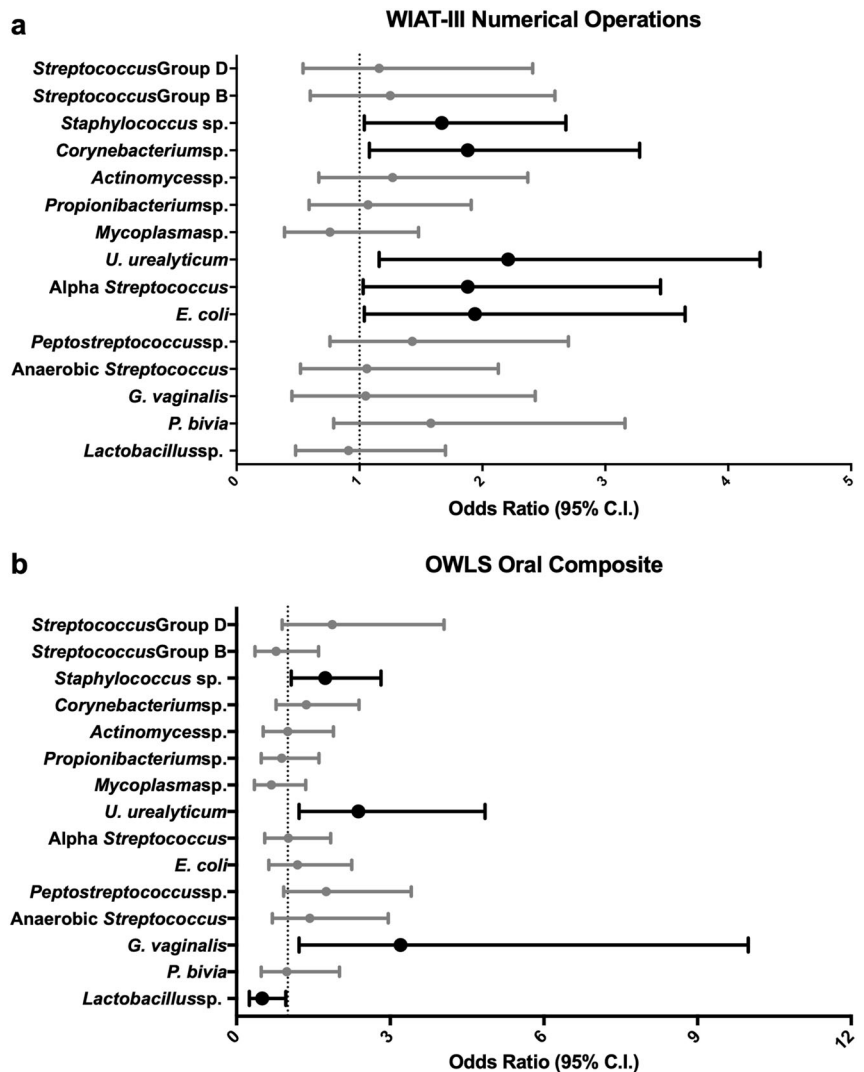 a
WIAT-III Numerical Operations
StreptococcusGroup D
StreptococcusGroup B
Staphylococcus sp.
Corynebacteriumsp.
Actinomycessp.
Propionibacteriumsp.
Mycoplasmasp.
U. urealyticum
Alpha Streptococcus
E. coli
Peptostreptococcussp.
Anaerobic Streptococcus
G. vaginalis
P. bivia
Lactobacillussp.
0 1 2 3 4 5
Odds Ratio (95% C.I.)
b
OWLS Oral Composite
StreptococcusGroup D
StreptococcusGroup B
Staphylococcus sp.
Corynebacteriumsp.
Actinomycessp.
Propionibacteriumsp.
Mycoplasmasp.
U. urealyticum
Alpha Streptococcus
E. coli
Peptostreptococcussp.
Anaerobic Streptococcus
G. vaginalis
P. bivia
Lactobacillussp.
0 3 6 9 12
Odds Ratio (95% C.I.)